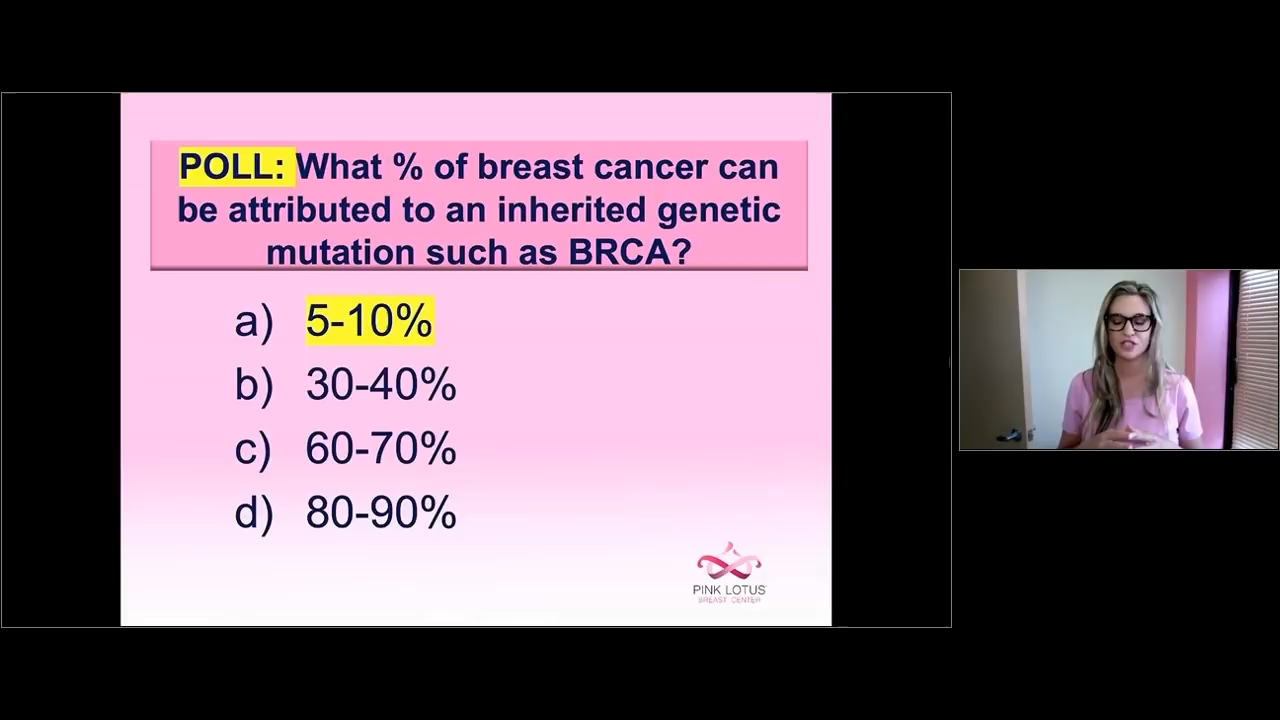 POLL: What % of breast cancer can
be attributed to an inherited genetic
mutation such as BRCA?
a) 5-10%
b) 30-40%
c) 60-70%
d) 80-90%
PINK LOTUS
BREAST CENTER